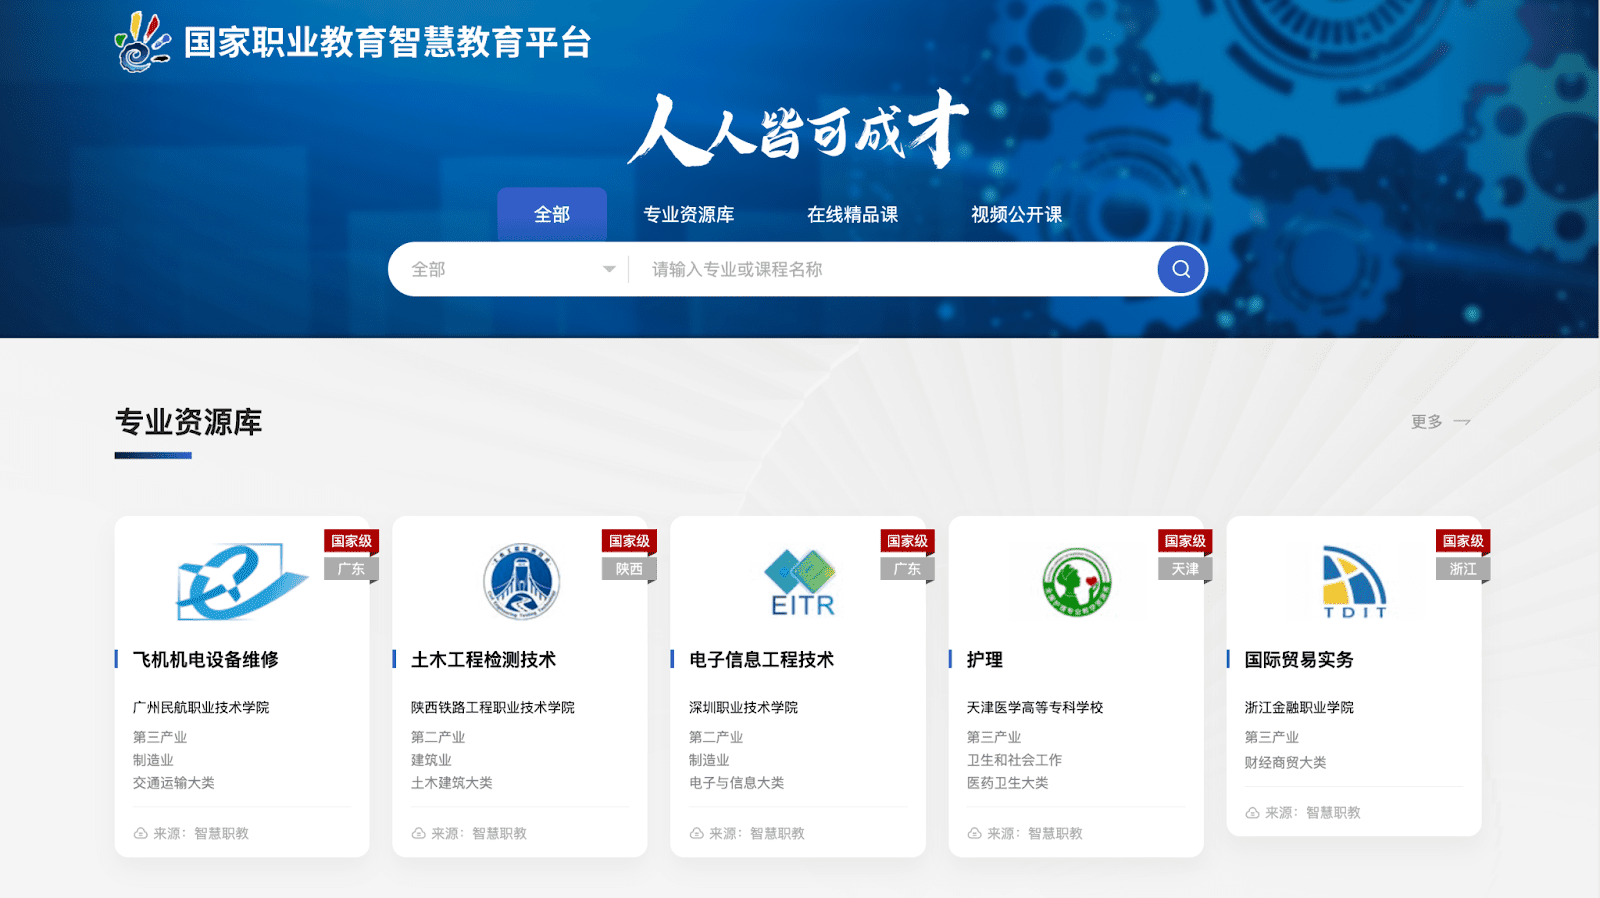 国家职业教育智慧教育平台
人人皆可成才
全部
专业资源库
在线精品课
视频公开课
全部
请输入专业或课程名称
专业资源库
更多
国家级
广东
飞机机电设备维修
广州民航职业技术学院
第三产业
制造业
交通运输大类
来源：智慧职教
国家级
陕西
土木工程检测技术
陕西铁路工程职业技术学院
第二产业
建筑业
土木建筑大类
来源：智慧职教
国家级
广东
EITR
电子信息工程技术
深圳职业技术学院
第二产业
制造业
电子与信息大类
来源：智慧职教
国家级
天津
护理
天津医学高等专科学校
第三产业
卫生和社会工作
医药卫生大类
来源：智慧职教
国家级
浙江
TDIT
国际贸易实务
浙江金融职业学院
第三产业
财经商贸大类
来源：智慧职教